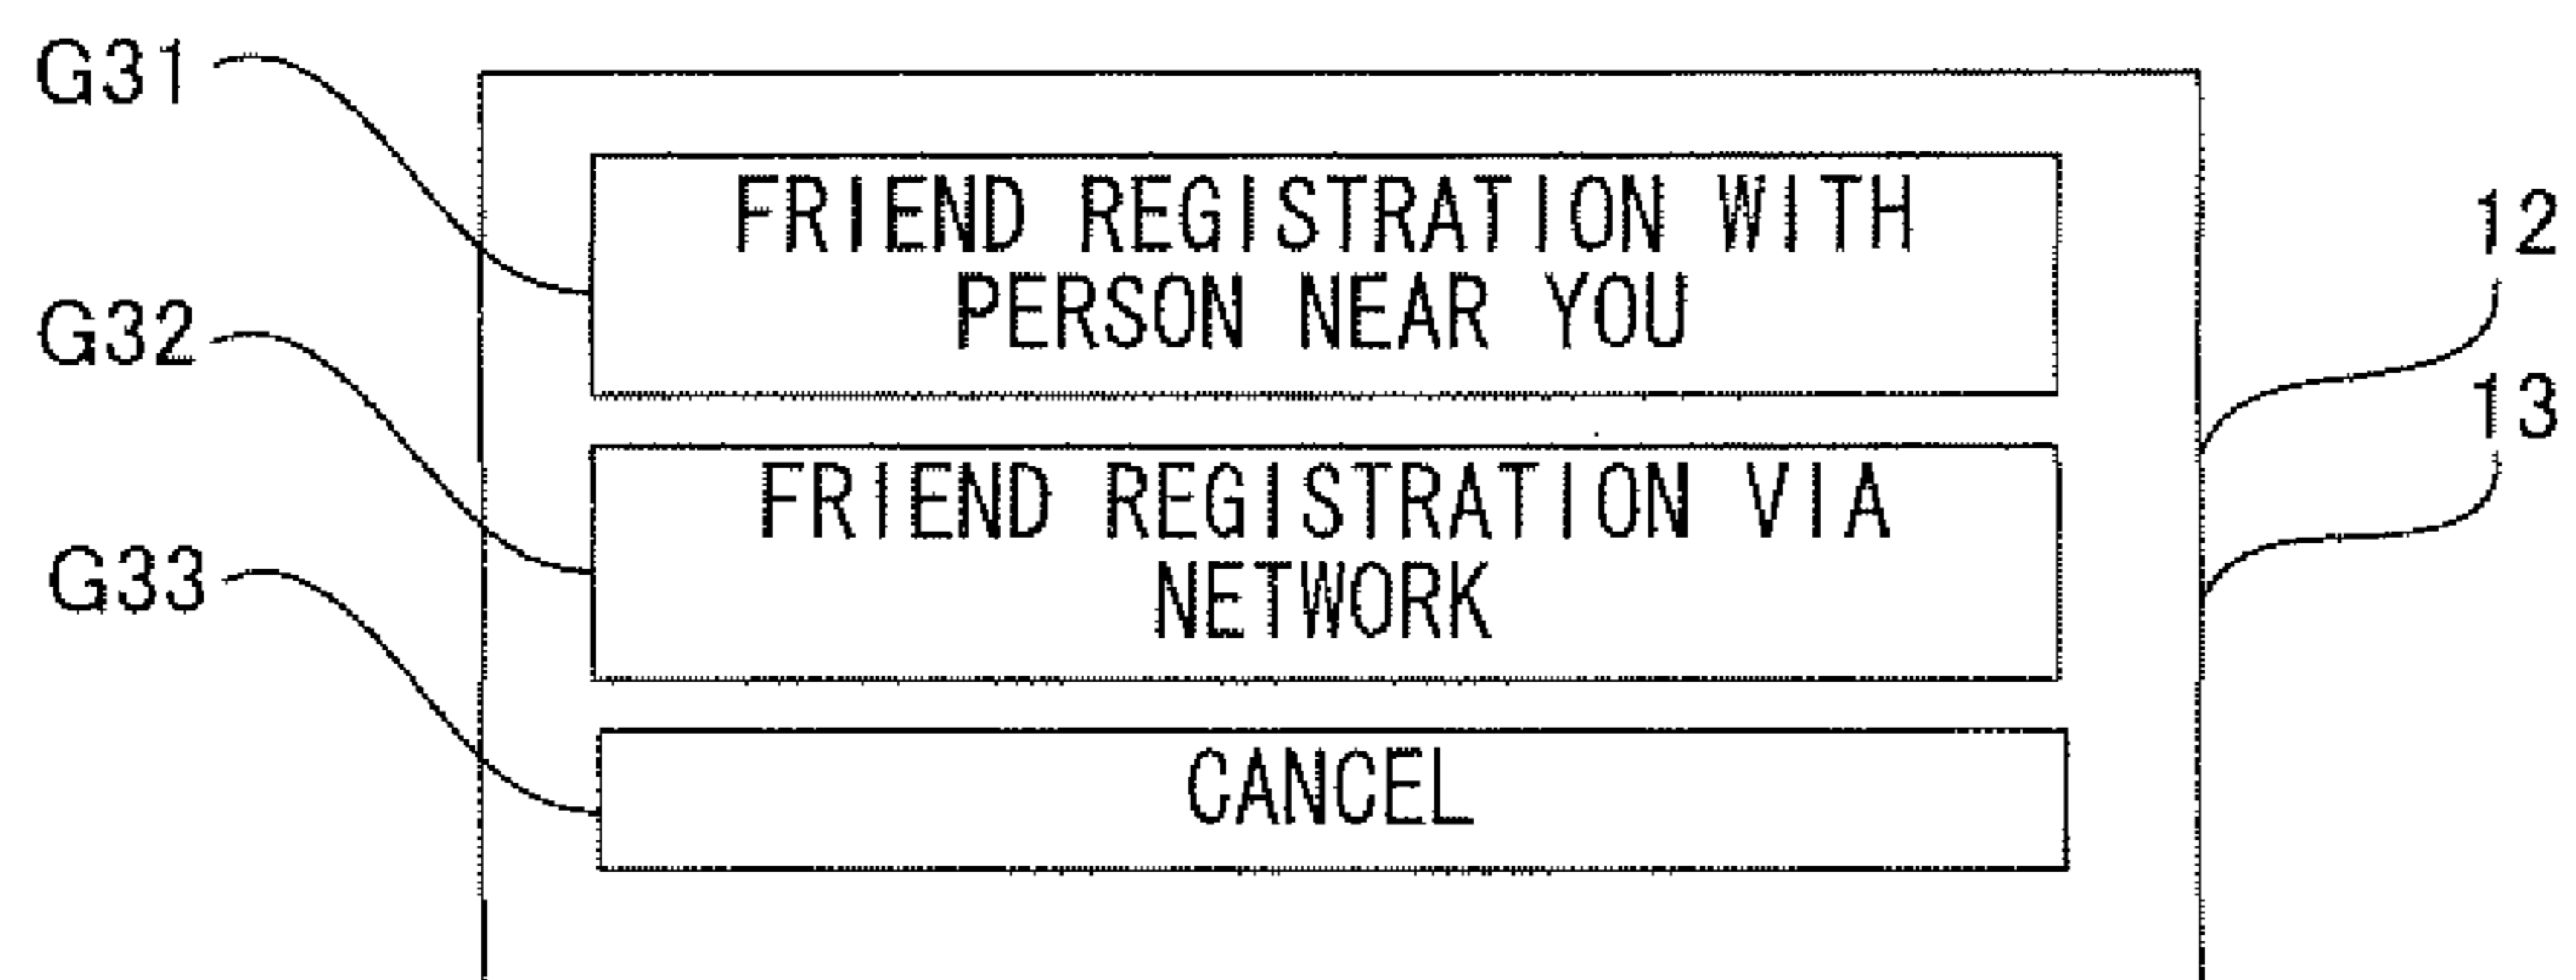 G31
FRIEND REGISTRATION WITH
PERSON NEAR YOU
12
G32
13
FRIEND REGISTRATION VIA
NETWORK
G33
CANCEL